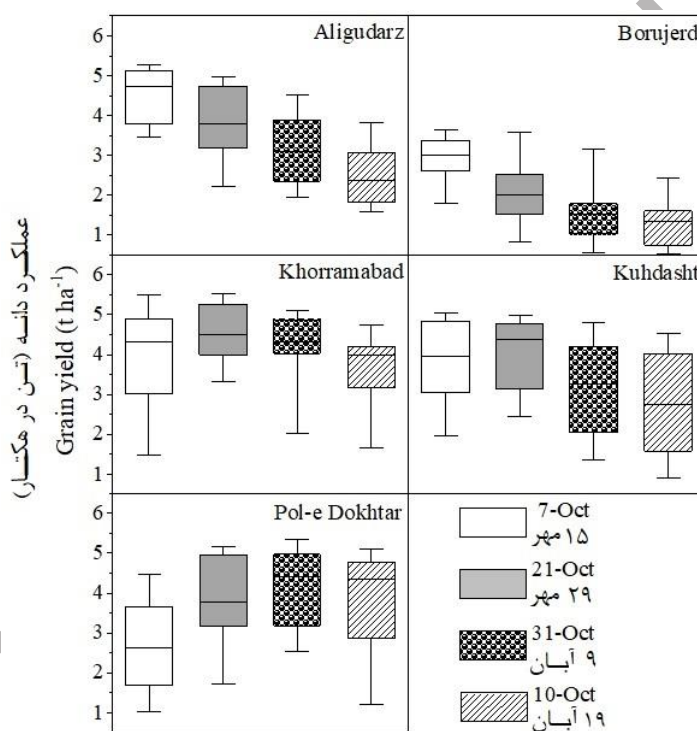 Aligudarz
Borujerd
6
5
4
3
2
1
Khorramabad
Kuhdasht
6
5
4
3
2
1
Pol-e Dokhtar
6
5
4
3
2
1
عملکرد دانه (تن در هکتار)
Grain yield (t ha⁻¹)
7-Oct
۱۵ مهر
21-Oct
۲۹ مهر
31-Oct
۹ آبان
10-Oct
۱۹ آبان